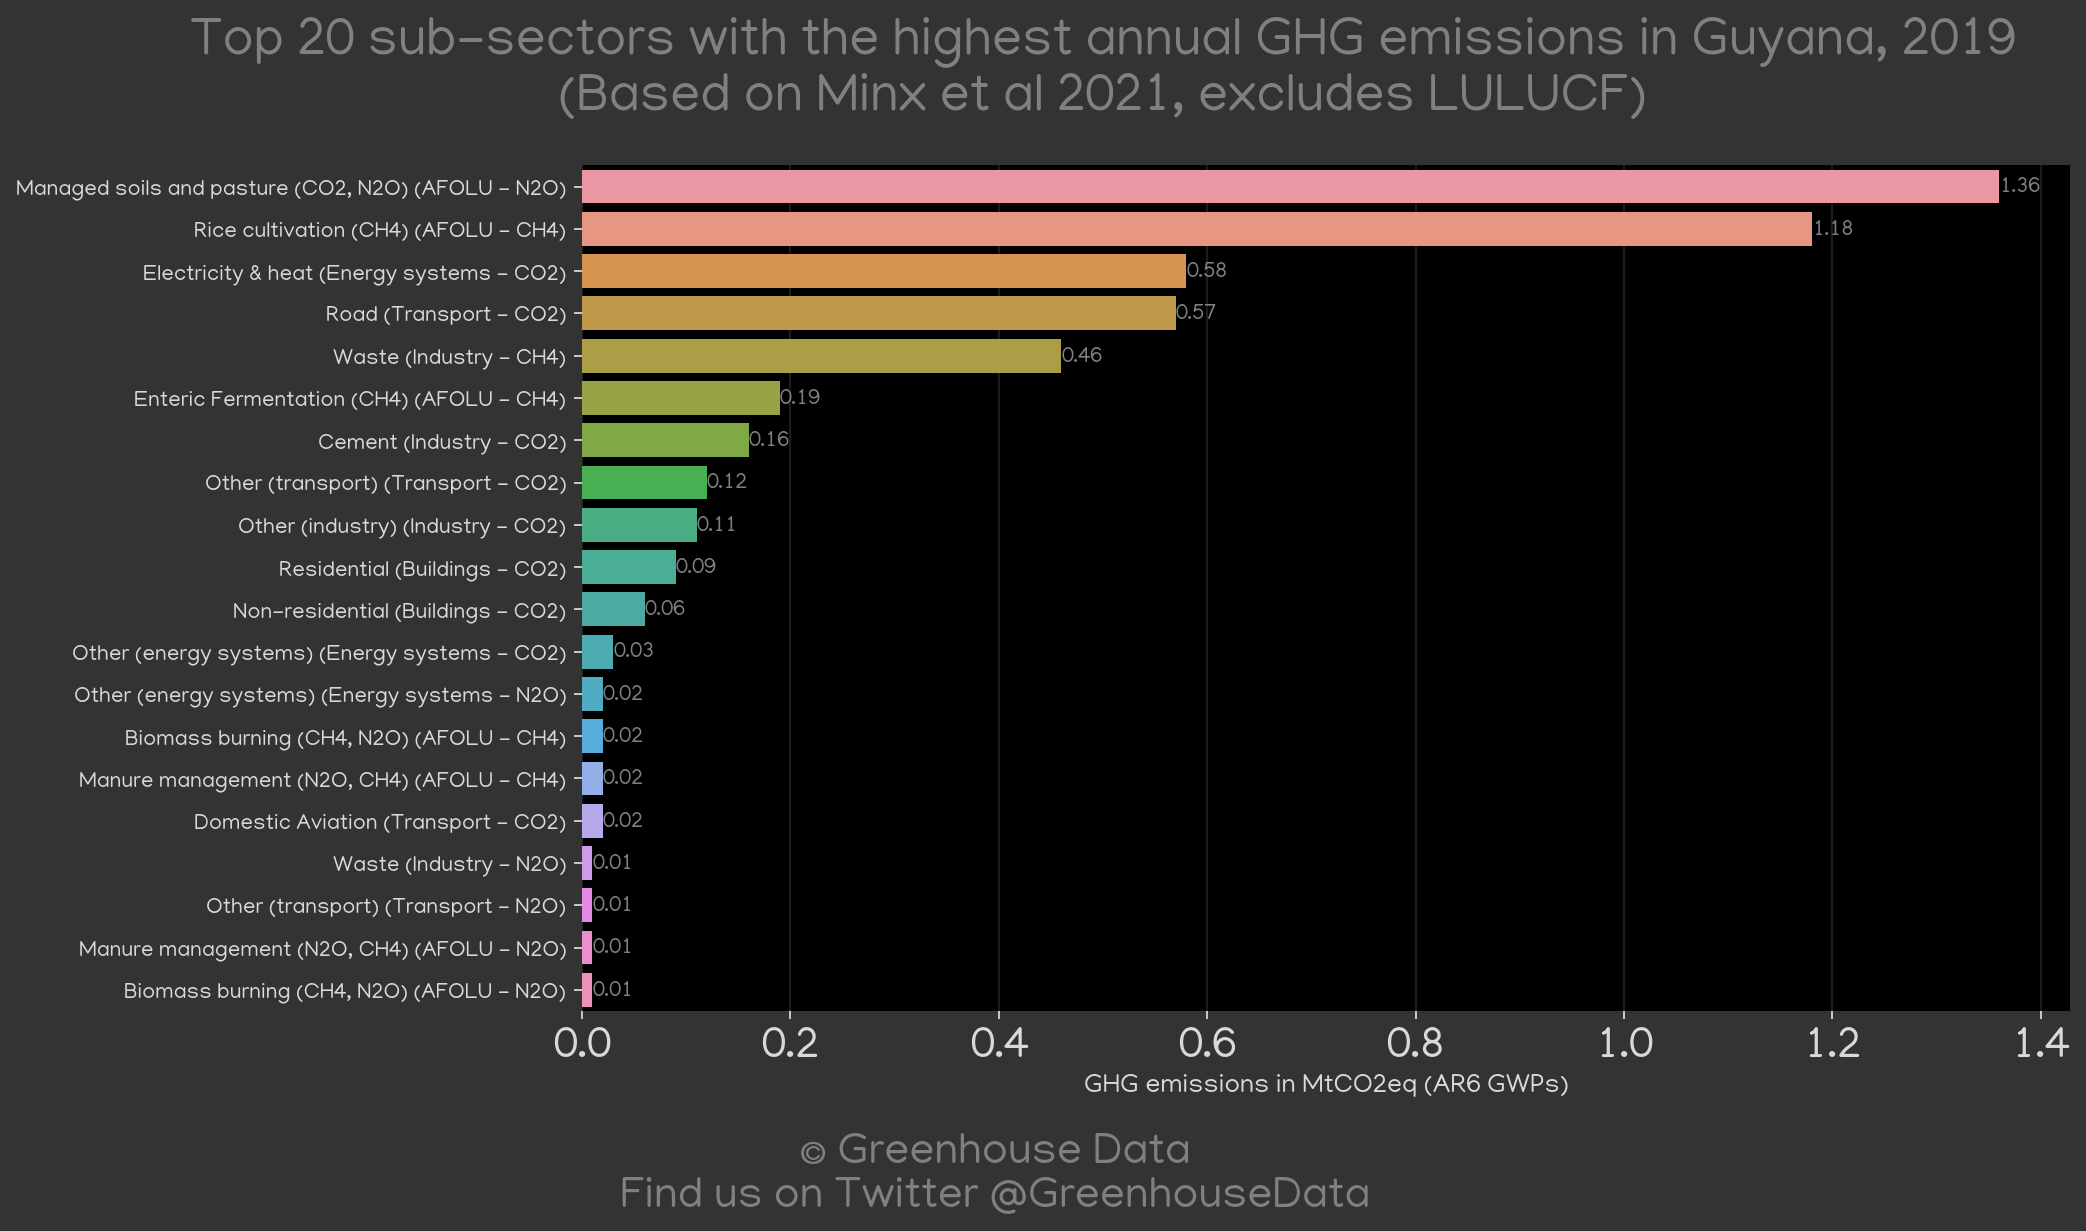 Top 20 sub-sectors with the highest annual GHG emissions in Guyana, 2019
(Based on Minx et al 2021, excludes LULUCF)
Managed soils and pasture (CO2, N2O) (AFOLU - N2O) 1.36
Rice cultivation (CH4) (AFOLU - CH4) 1.18
Electricity & heat (Energy systems - CO2) 0.58
Road (Transport - CO2) 0.57
Waste (Industry - CH4) 0.46
Enteric Fermentation (CH4) (AFOLU - CH4) 0.19
Cement (Industry - CO2) 0.16
Other (transport) (Transport - CO2) 0.12
Other (industry) (Industry - CO2) 0.11
Residential (Buildings - CO2) 0.09
Non-residential (Buildings - CO2) 0.06
Other (energy systems) (Energy systems - CO2) 0.03
Other (energy systems) (Energy systems - N2O) 0.02
Biomass burning (CH4, N2O) (AFOLU - CH4) 0.02
Manure management (N2O, CH4) (AFOLU - CH4) 0.02
Domestic Aviation (Transport - CO2) 0.02
Waste (Industry - N2O) 0.01
Other (transport) (Transport - N2O) 0.01
Manure management (N2O, CH4) (AFOLU - N2O) 0.01
Biomass burning (CH4, N2O) (AFOLU - N2O) 0.01
0.0 0.2 0.4 0.6 0.8 1.0 1.2 1.4
GHG emissions in MtCO2eq (AR6 GWPs)
© Greenhouse Data
Find us on Twitter @GreenhouseData